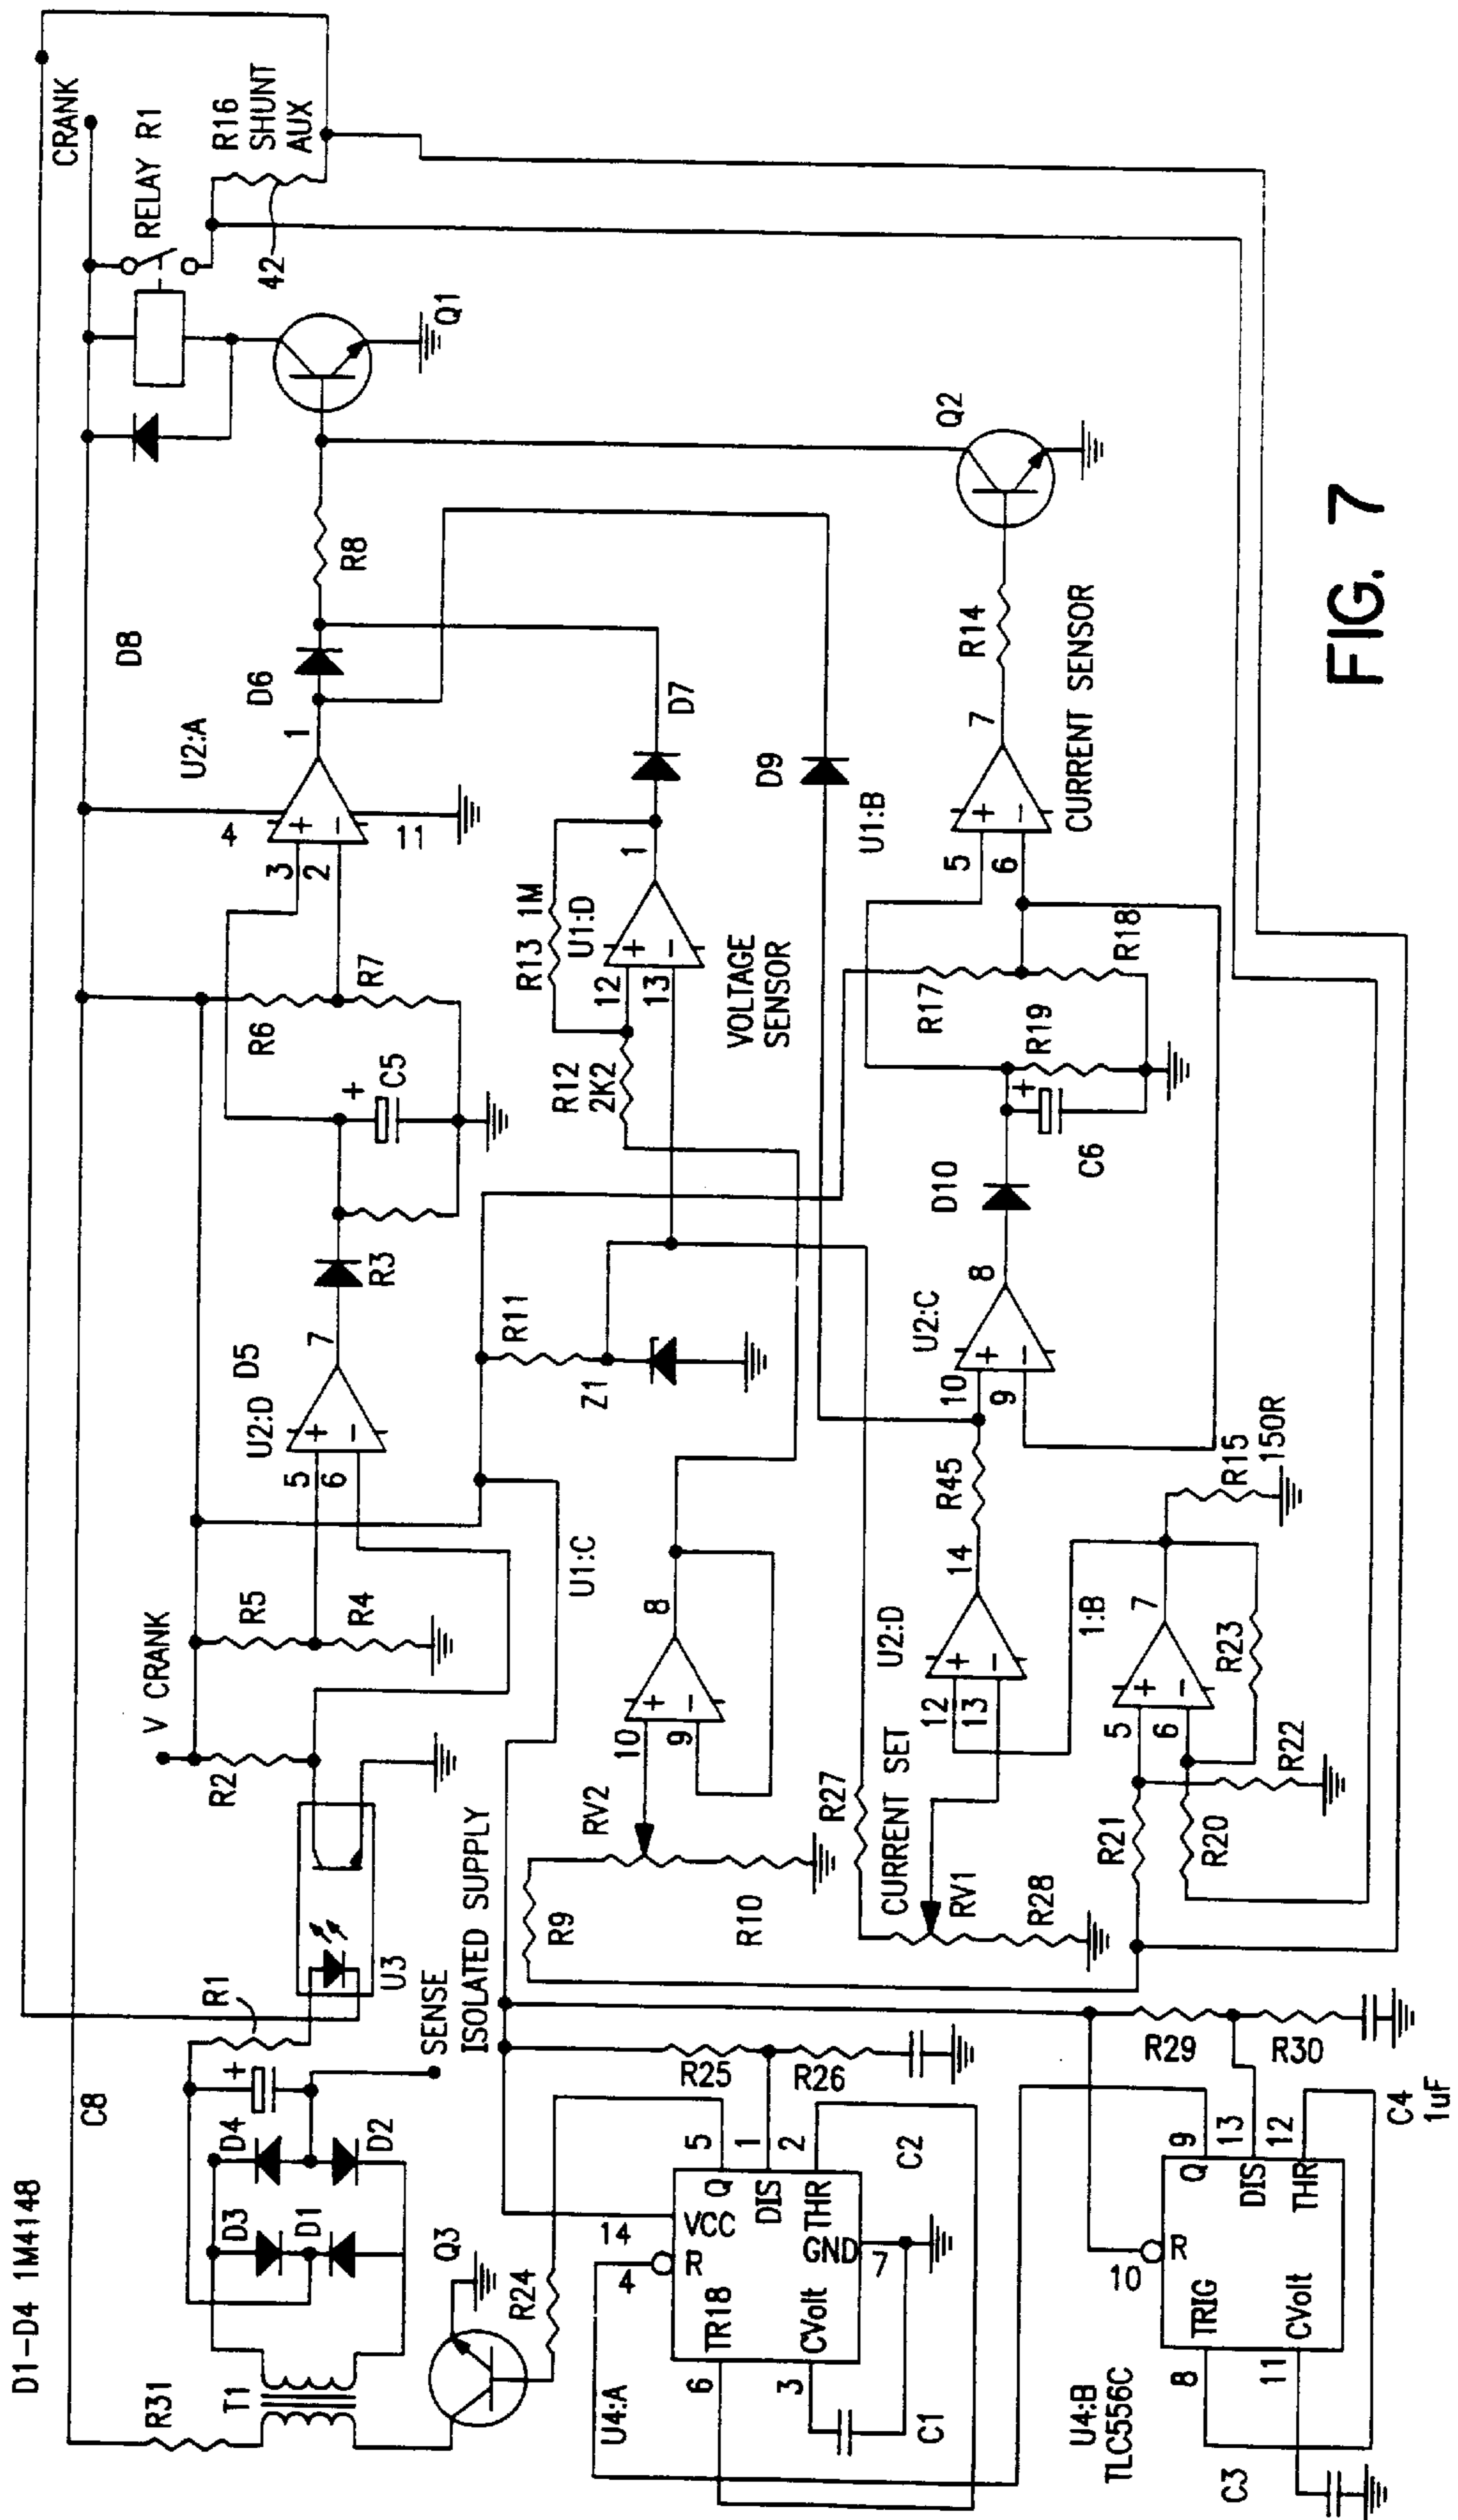 D1-D4 1M4148
C8
R31
T1
D3
D4
D1
D2
+
R1
U3
SENSE
ISOLATED SUPPLY
Q3
R24
V CRANK
R2
R5
R4
U2:D
D5
5
6
+
−
7
R3
+
C5
R6
R7
3
2
4
11
+
−
1
U2:A
D6
D8
R8
CRANK
RELAY R1
R16
SHUNT
AUX
42
Q1
Q2
U1:C
10
9
+
−
8
RV2
R9
R10
R11
Z1
R12
2K2
R13 1M
U1:D
12
13
+
−
1
VOLTAGE
SENSOR
D7
D9
U1:B
R27
CURRENT SET
RV1
R28
U2:D
12
13
+
−
14
R45
U2:C
10
9
+
−
8
D10
+
C6
R19
R17
R18
5
6
+
−
7
R14
CURRENT SENSOR
1:B
5
6
+
−
7
R21
R20
R22
R23
R15
150R
R25
R26
C2
U4:A
14
4
5
1
2
6
3
7
VCC
R
Q
DIS
THR
GND
TR18
CVolt
C1
R29
R30
C4
1uF
U4:B
TLC556C
10
9
13
12
8
11
R
Q
DIS
THR
TRIG
CVolt
C3
FIG. 7